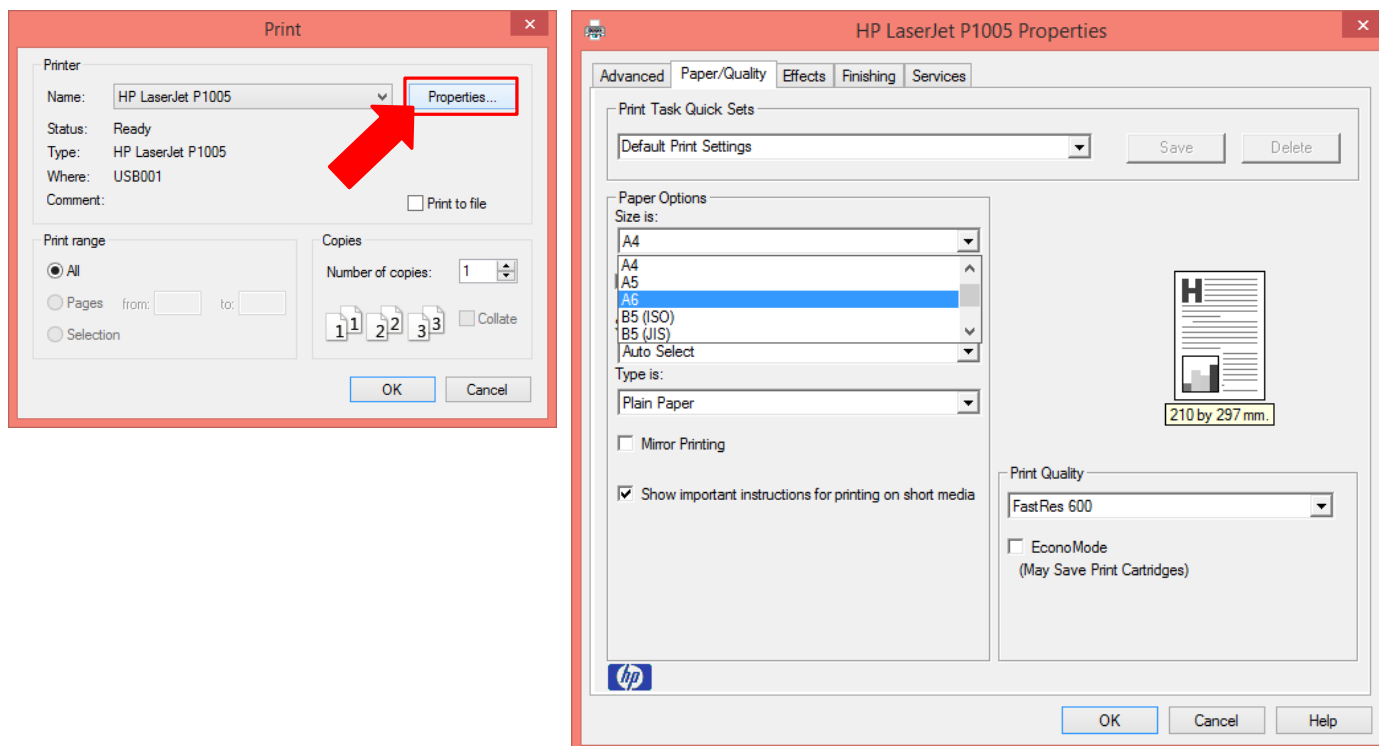 Print
Printer
Name: HP LaserJet P1005 Properties...
Status: Ready
Type: HP LaserJet P1005
Where: USB001
Comment:
Print to file
Print range
All
Pages from: to:
Selection
Copies
Number of copies: 1
1 1 2 2 3 3 Collate
OK Cancel
HP LaserJet P1005 Properties
Advanced Paper/Quality Effects Finishing Services
Print Task Quick Sets
Default Print Settings Save Delete
Paper Options
Size is:
A4
A4
A5
A6
B5 (ISO)
B5 (JIS)
Auto Select
Type is:
Plain Paper
Mirror Printing
Show important instructions for printing on short media
H
210 by 297 mm.
Print Quality
FastRes 600
EconoMode
(May Save Print Cartridges)
hp
OK Cancel Help